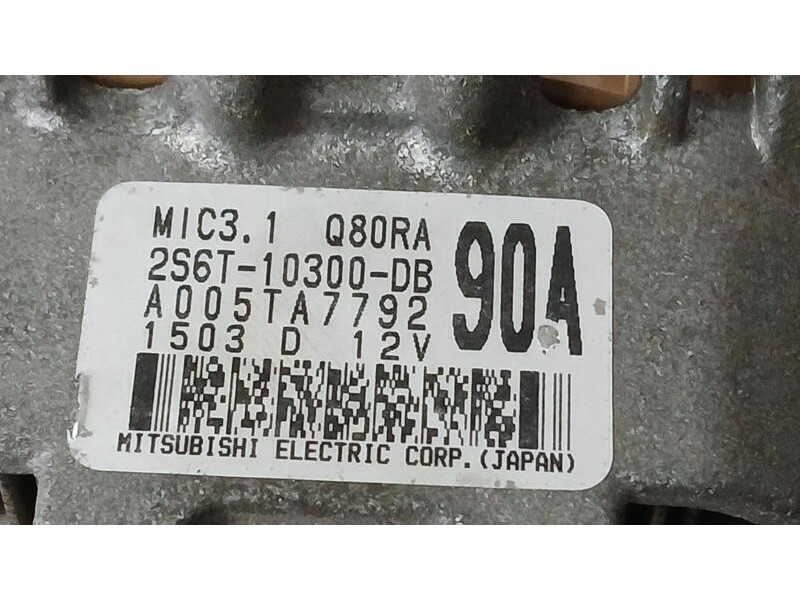 MIC3.1 Q80RA
2S6T-10300-DB
90A
A005TA7792
1503 D 12V
MITSUBISHI ELECTRIC CORP.(JAPAN)